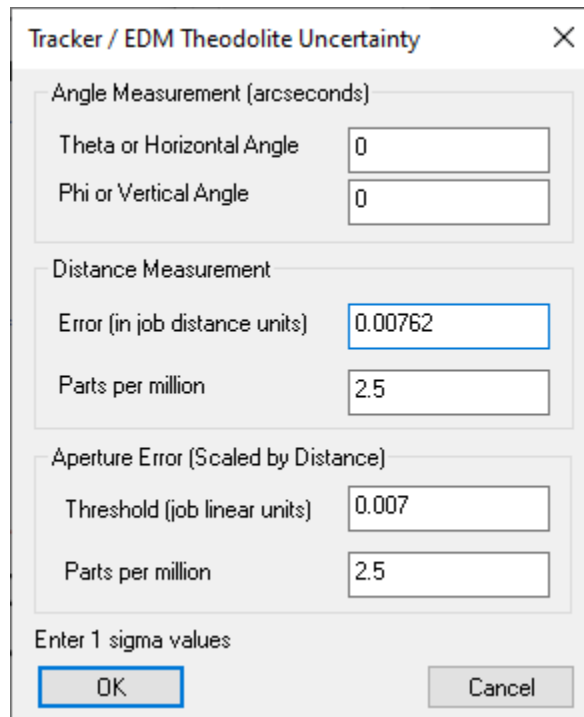 Tracker / EDM Theodolite Uncertainty
Angle Measurement (arcseconds)
Theta or Horizontal Angle 0
Phi or Vertical Angle 0
Distance Measurement
Error (in job distance units) 0.00762
Parts per million 2.5
Aperture Error (Scaled by Distance)
Threshold (job linear units) 0.007
Parts per million 2.5
Enter 1 sigma values
OK Cancel